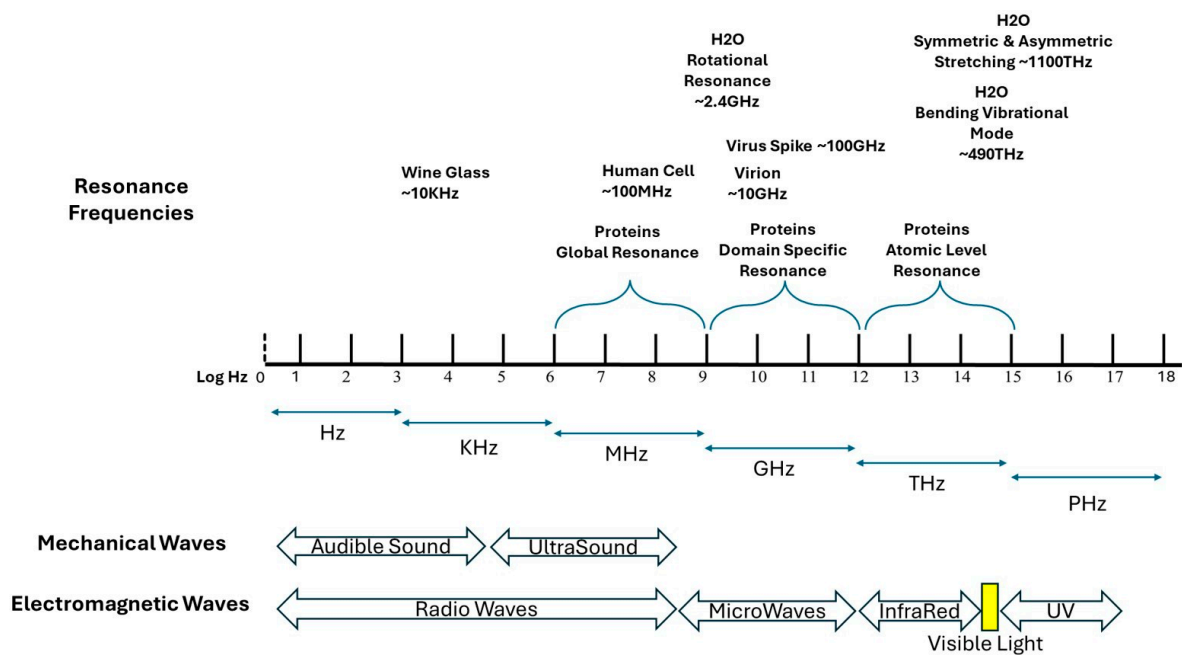 H2O
Symmetric & Asymmetric
Stretching ~1100THz
H2O
Rotational
Resonance
~2.4GHz
H2O
Bending Vibrational
Mode
~490THz
Virus Spike ~100GHz
Wine Glass
~10KHz
Human Cell
~100MHz
Virion
~10GHz
Resonance
Frequencies
Proteins
Global Resonance
Proteins
Domain Specific
Resonance
Proteins
Atomic Level
Resonance
Log Hz 0 1 2 3 4 5 6 7 8 9 10 11 12 13 14 15 16 17 18
Hz
KHz
MHz
GHz
THz
PHz
Mechanical Waves
Audible Sound
UltraSound
Electromagnetic Waves
Radio Waves
MicroWaves
InfraRed
UV
Visible Light